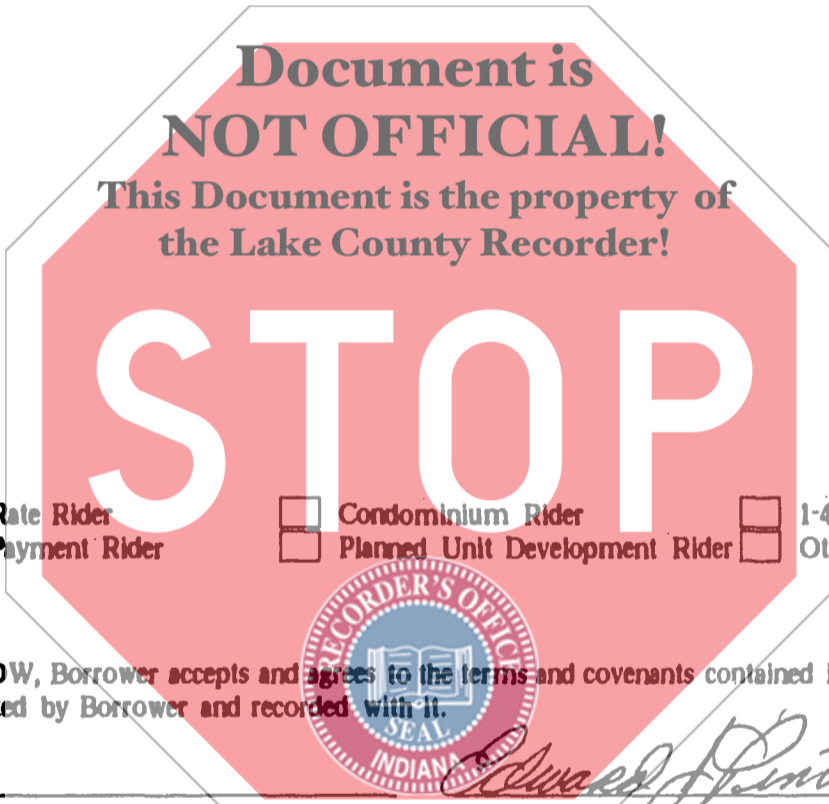 Document is
NOT OFFICIAL!
This Document is the property of
the Lake County Recorder!
STOP
Rate Rider Condominium Rider 1-4
Payment Rider Planned Unit Development Rider Ot
OW, Borrower accepts and agrees to the terms and covenants contained i
ed by Borrower and recorded with it.
RECORDER'S OFFICE
SEAL
INDIANA
Edward